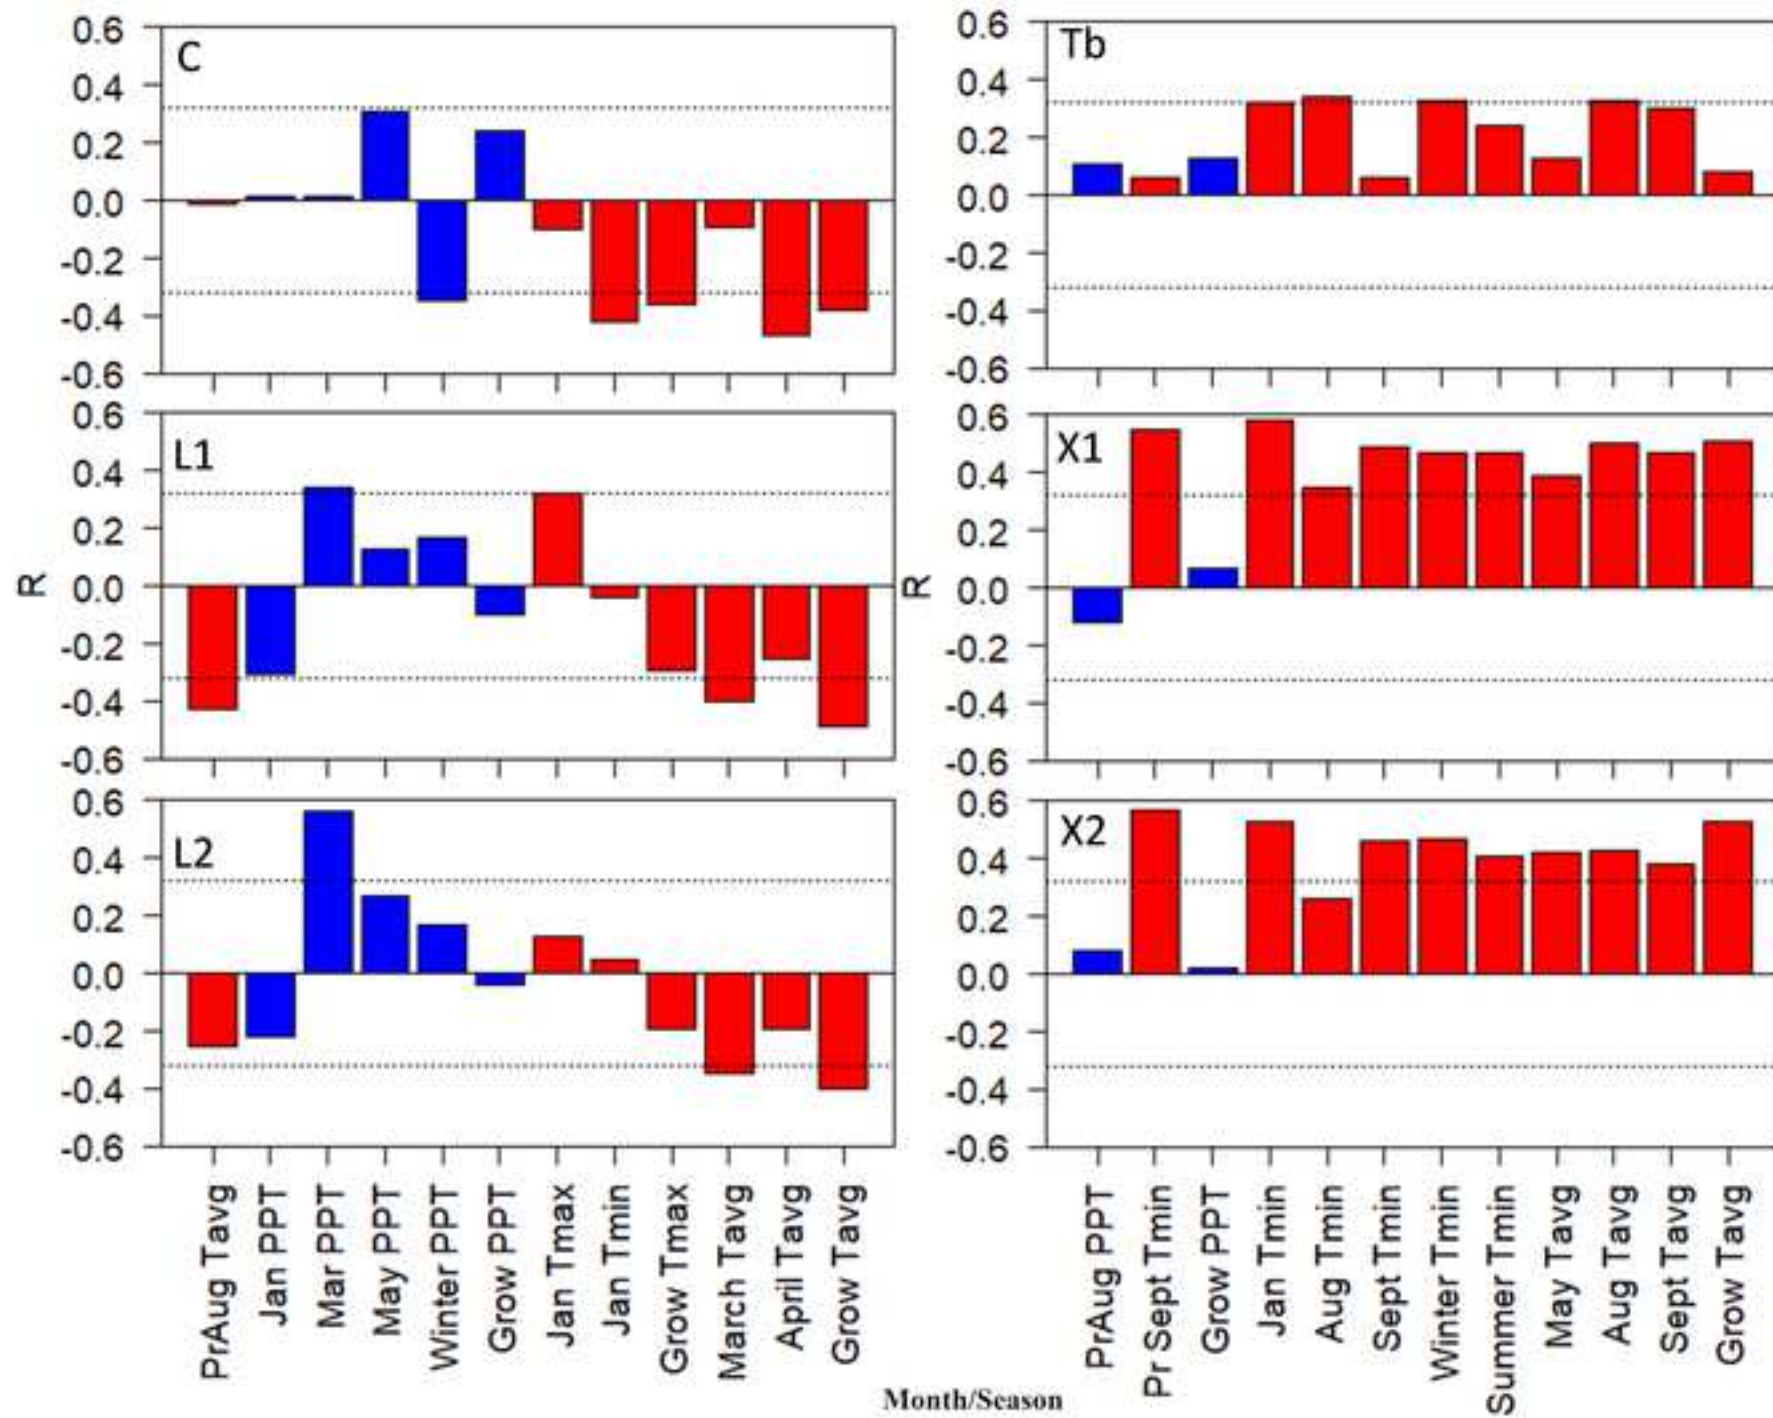 C
0.6
0.4
0.2
0.0
-0.2
-0.4
-0.6
L1
0.6
0.4
0.2
0.0
-0.2
-0.4
-0.6
R
L2
0.6
0.4
0.2
0.0
-0.2
-0.4
-0.6
PrAug Tavg
Jan PPT
Mar PPT
May PPT
Winter PPT
Grow PPT
Jan Tmax
Jan Tmin
Grow Tmax
March Tavg
April Tavg
Grow Tavg
Tb
0.6
0.4
0.2
0.0
-0.2
-0.4
-0.6
X1
0.6
0.4
0.2
0.0
-0.2
-0.4
-0.6
R
X2
0.6
0.4
0.2
0.0
-0.2
-0.4
-0.6
PrAug PPT
Pr Sept Tmin
Grow PPT
Jan Tmin
Aug Tmin
Sept Tmin
Winter Tmin
Summer Tmin
May Tavg
Aug Tavg
Sept Tavg
Grow Tavg
Month/Season